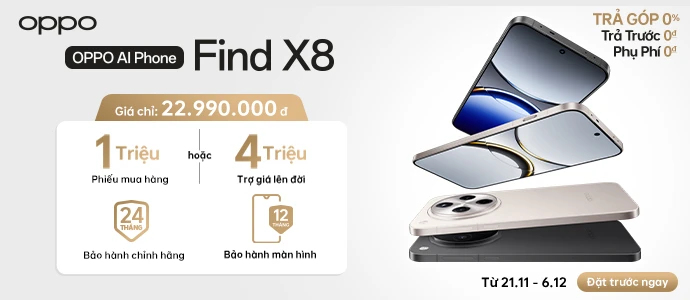 oppo
OPPO AI Phone Find X8
TRẢ GÓP 0%
Trả Trước 0đ
Phụ Phí 0đ
Giá chỉ: 22.990.000 đ
1 Triệu
Phiếu mua hàng
hoặc
4 Triệu
Trợ giá lên đời
24 THÁNG
Bảo hành chính hãng
12 THÁNG
Bảo hành màn hình
Từ 21.11 - 6.12
Đặt trước ngay